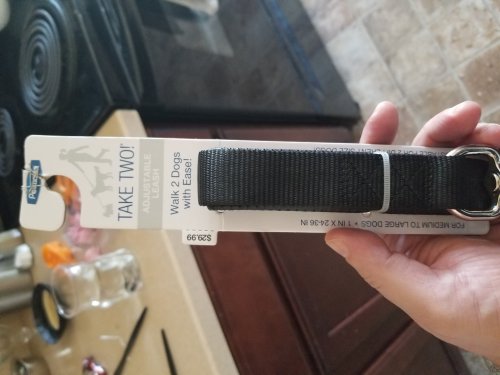 TAKE TWO!
ADJUSTABLE
LEASH
Walk 2 Dogs
with Ease!
$29.99
FOR MEDIUM TO LARGE DOGS • 1 IN X 24-36 IN